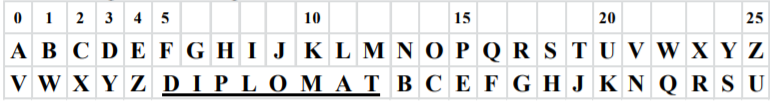 0 1 2 3 4 5 10 15 20 25
A B C D E F G H I J K L M N O P Q R S T U V W X Y Z
V W X Y Z D I P L O M A T B C E F G H J K N Q R S U